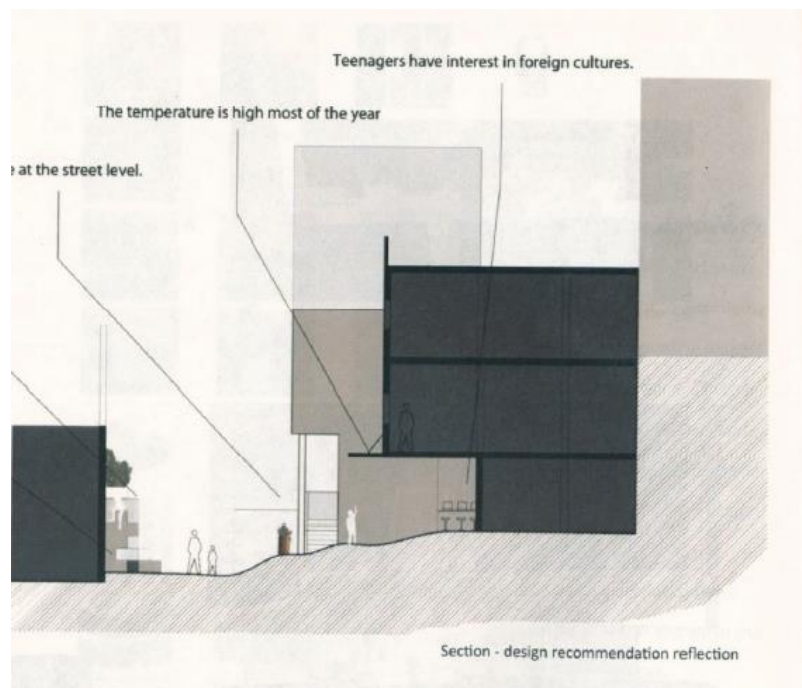 Teenagers have interest in foreign cultures.
The temperature is high most of the year
at the street level.
Section - design recommendation reflection